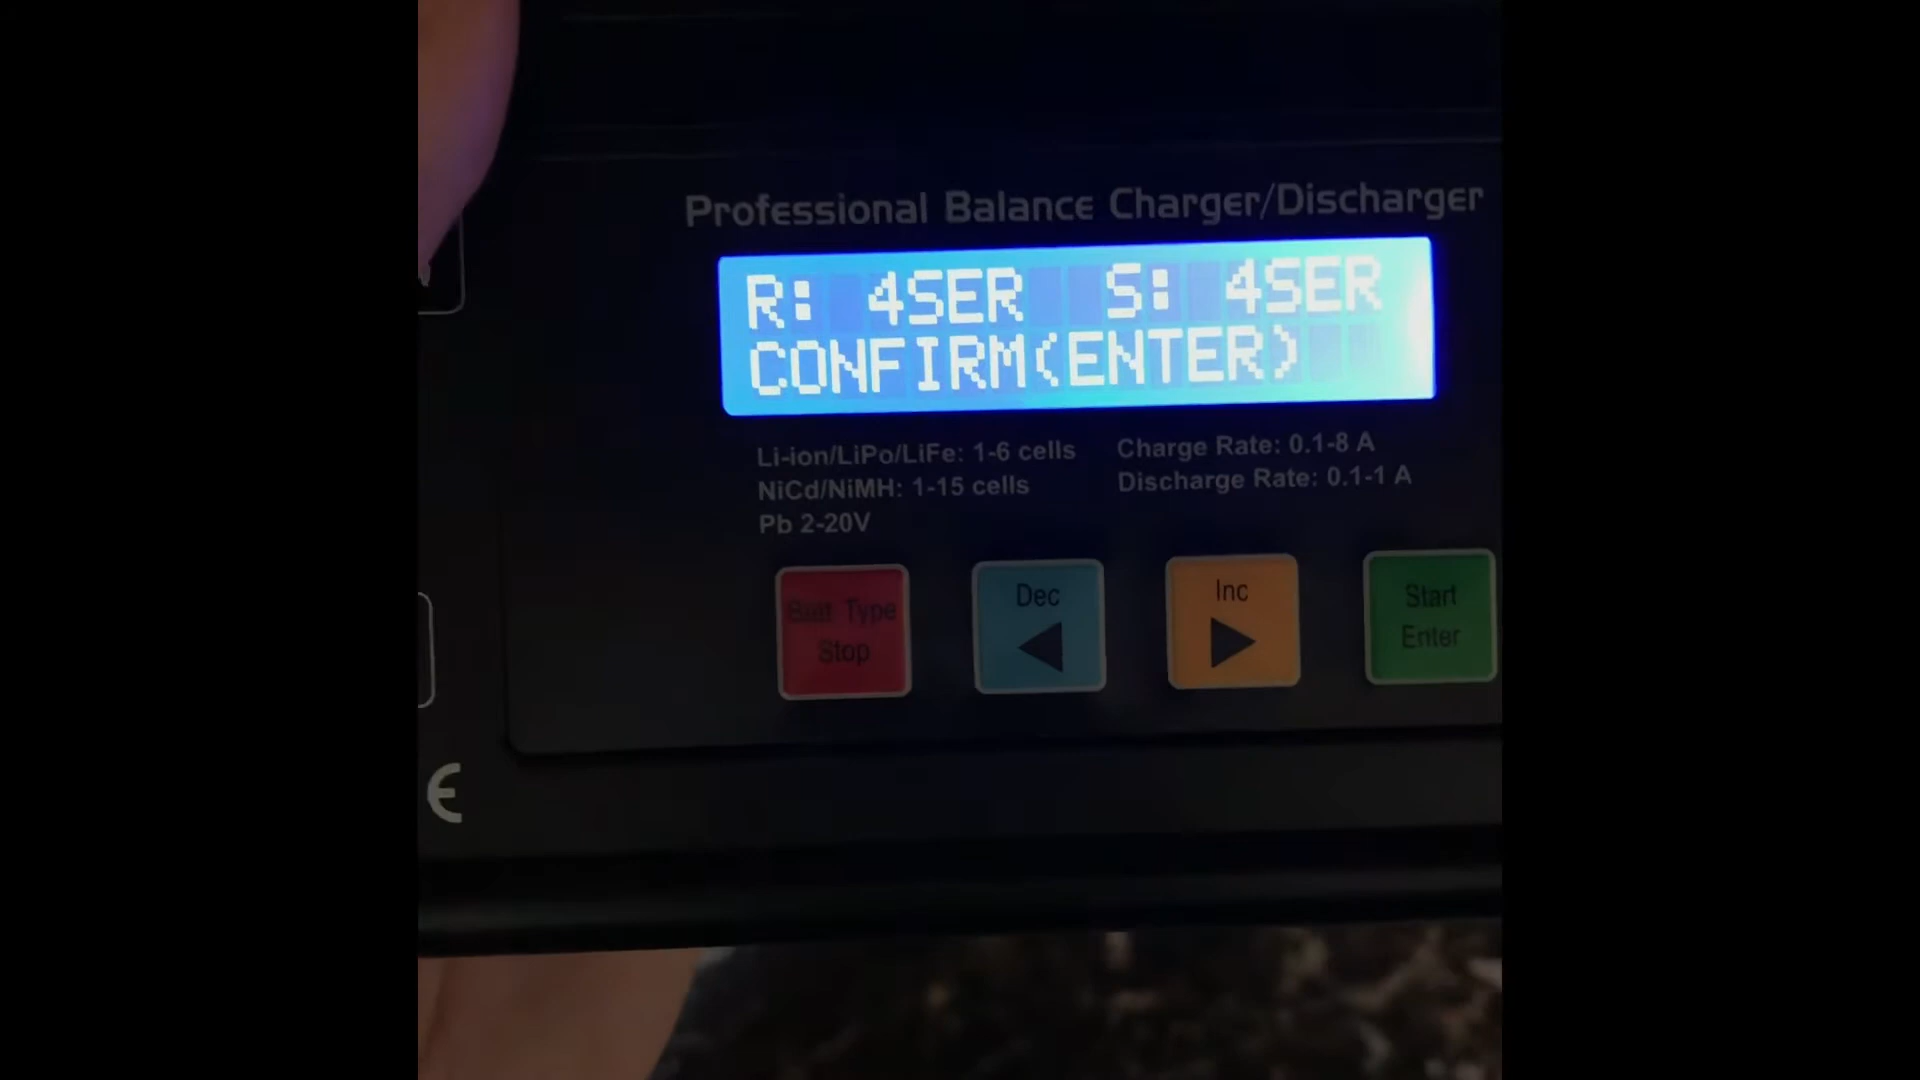 Professional Balance Charger/Discharger
R: 4SER S: 4SER
CONFIRM(ENTER)
Li-ion/LiPo/LiFe: 1-6 cells
NiCd/NiMH: 1-15 cells
Pb 2-20V
Charge Rate: 0.1-8 A
Discharge Rate: 0.1-1 A
Batt Type
Stop
Dec
Inc
Start
Enter